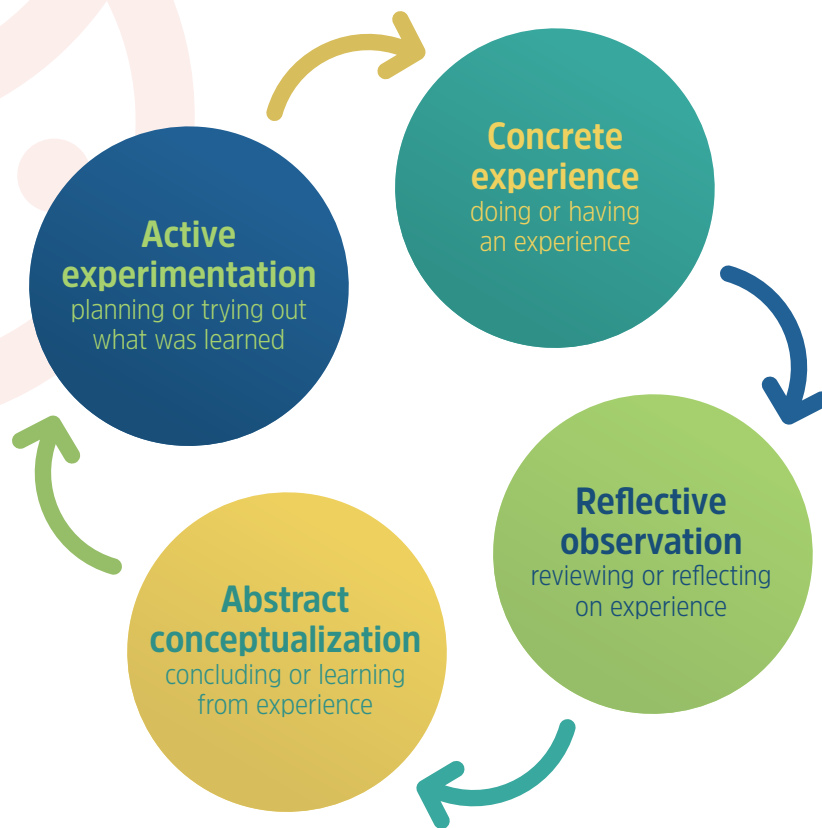 Concrete
experience
doing or having
an experience
Reflective
observation
reviewing or reflecting
on experience
Abstract
conceptualization
concluding or learning
from experience
Active
experimentation
planning or trying out
what was learned